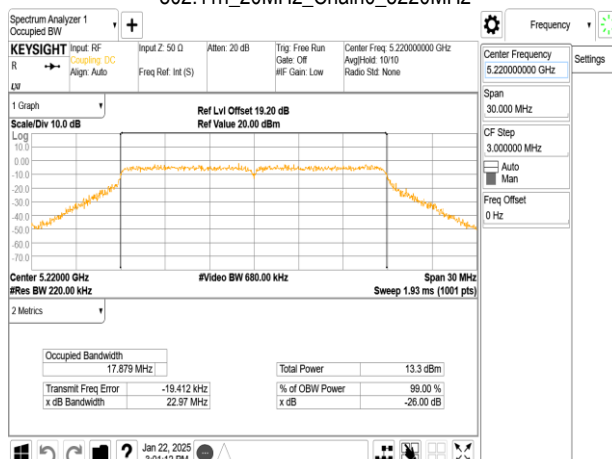 802.11n_20MHz_Chain0_5220MHz
Spectrum Analyzer 1
Occupied BW
Frequency
KEYSIGHT
R
LXI
Input: RF
Coupling: DC
Align: Auto
Input Z: 50 Ω
Freq Ref: Int (S)
Atten: 20 dB
Trig: Free Run
Gate: Off
#IF Gain: Low
Center Freq: 5.220000000 GHz
Avg|Hold: 10/10
Radio Std: None
Center Frequency
5.220000000 GHz
Settings
Span
30.000 MHz
CF Step
3.000000 MHz
Auto
Man
Freq Offset
0 Hz
1 Graph
Scale/Div 10.0 dB
Ref Lvl Offset 19.20 dB
Ref Value 20.00 dBm
Log
10.0
0.00
-10.0
-20.0
-30.0
-40.0
-50.0
-60.0
-70.0
Center 5.22000 GHz
#Res BW 220.00 kHz
#Video BW 680.00 kHz
Span 30 MHz
Sweep 1.93 ms (1001 pts)
2 Metrics
Occupied Bandwidth
17.879 MHz
Transmit Freq Error -19.412 kHz
x dB Bandwidth 22.97 MHz
Total Power 13.3 dBm
% of OBW Power 99.00 %
x dB -26.00 dB
?
Jan 22, 2025